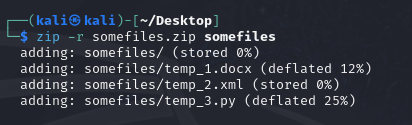 ┌──(kali㉿kali)-[~/Desktop]
└─$ zip -r somefiles.zip somefiles
  adding: somefiles/ (stored 0%)
  adding: somefiles/temp_1.docx (deflated 12%)
  adding: somefiles/temp_2.xml (stored 0%)
  adding: somefiles/temp_3.py (deflated 25%)